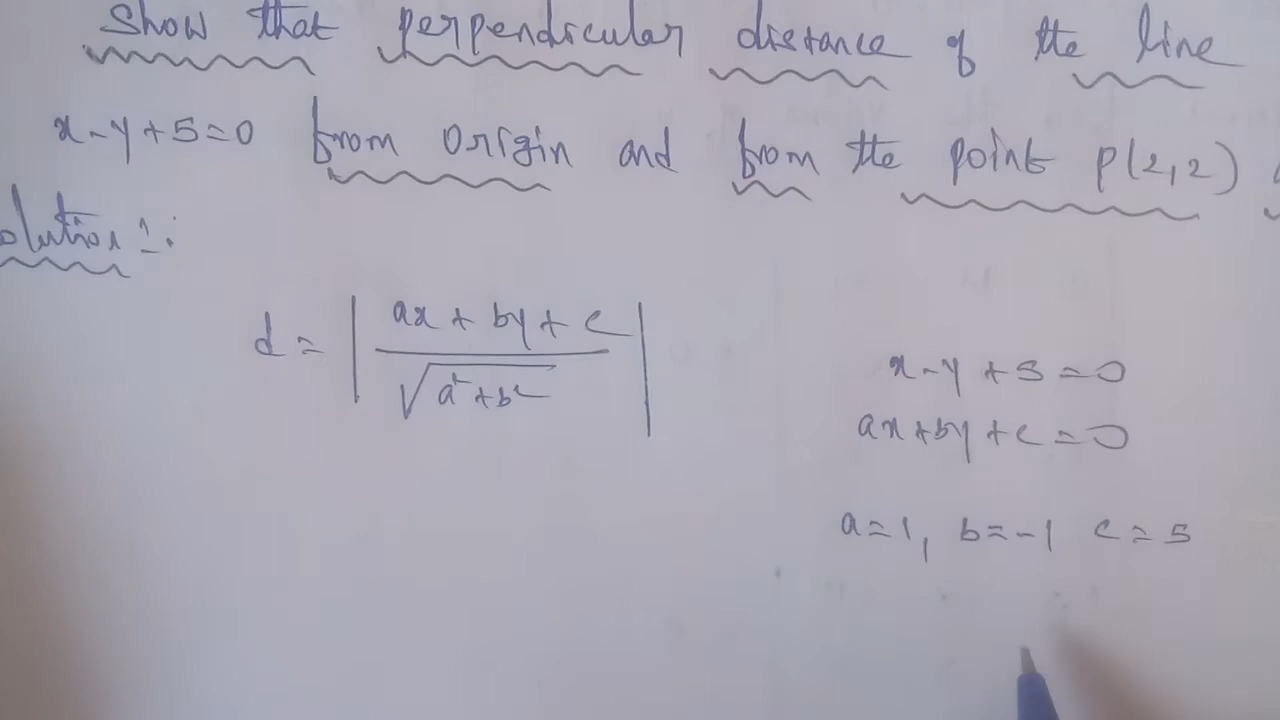 Show that perpendicular distance of the line
x-y+5=0 from origin and from the point P(2,2)
olution:
d = | ax + by + c / √a²+b² |
x-y+5=0
ax+by+c=0
a=1, b=-1 c=5